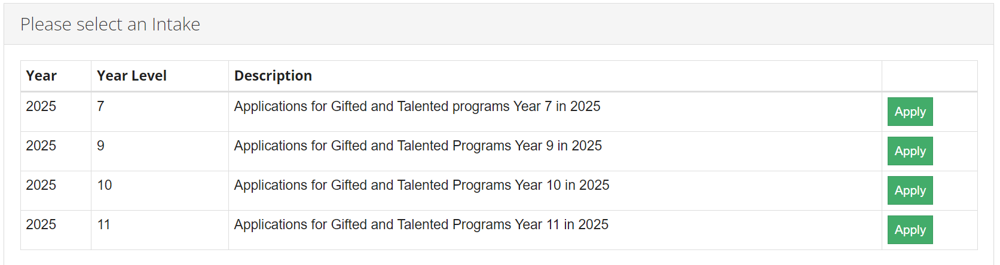 Please select an Intake
Year Year Level Description
2025 7 Applications for Gifted and Talented programs Year 7 in 2025 Apply
2025 9 Applications for Gifted and Talented Programs Year 9 in 2025 Apply
2025 10 Applications for Gifted and Talented Programs Year 10 in 2025 Apply
2025 11 Applications for Gifted and Talented Programs Year 11 in 2025 Apply